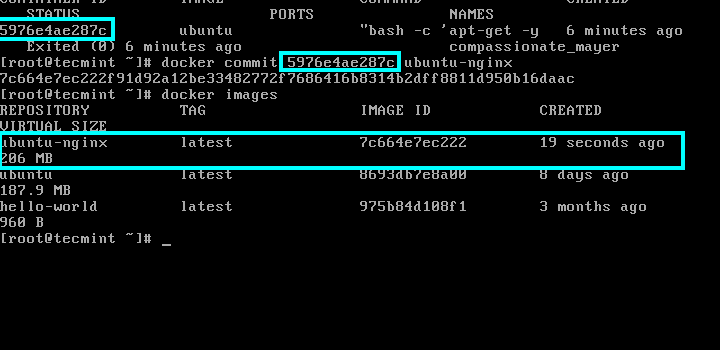 CONTAINER ID IMAGE COMMAND CREATED
STATUS PORTS NAMES
5976e4ae287c ubuntu "bash -c 'apt-get -y 6 minutes ago
Exited (0) 6 minutes ago compassionate_mayer
[root@tecmint ~]# docker commit 5976e4ae287c ubuntu-nginx
7c664e7ec222f91d92a12be33482772f7686416b8314b2dff8811d950b16daac
[root@tecmint ~]# docker images
REPOSITORY TAG IMAGE ID CREATED
VIRTUAL SIZE
ubuntu-nginx latest 7c664e7ec222 19 seconds ago
206 MB
ubuntu latest 8693db7e8a00 8 days ago
187.9 MB
hello-world latest 975b84d108f1 3 months ago
960 B
[root@tecmint ~]# _